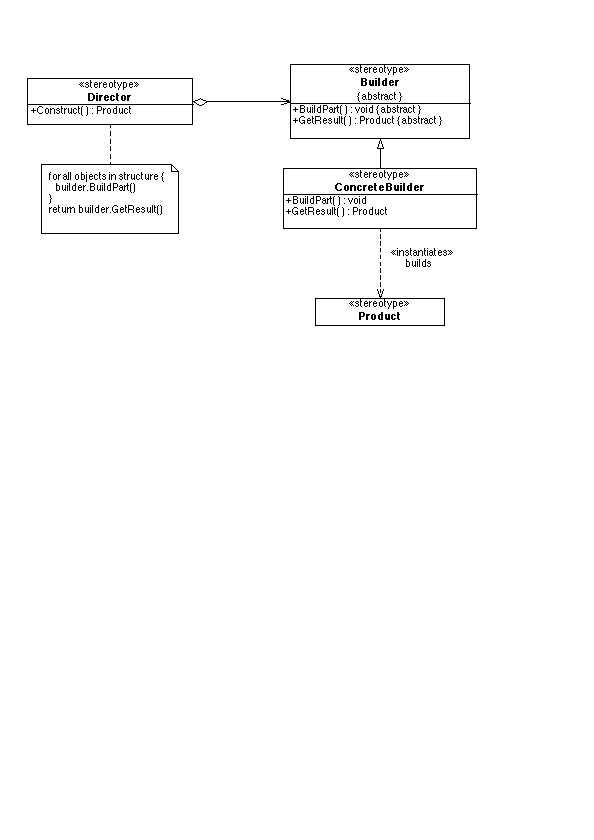 «stereotype»
Director
+Construct( ) : Product
for all objects in structure {
builder.BuildPart()
}
return builder.GetResult()
«stereotype»
Builder
{abstract }
+BuildPart( ) : void {abstract }
+GetResult( ) : Product {abstract }
«stereotype»
ConcreteBuilder
+BuildPart( ) : void
+GetResult( ) : Product
«instantiates»
builds
«stereotype»
Product